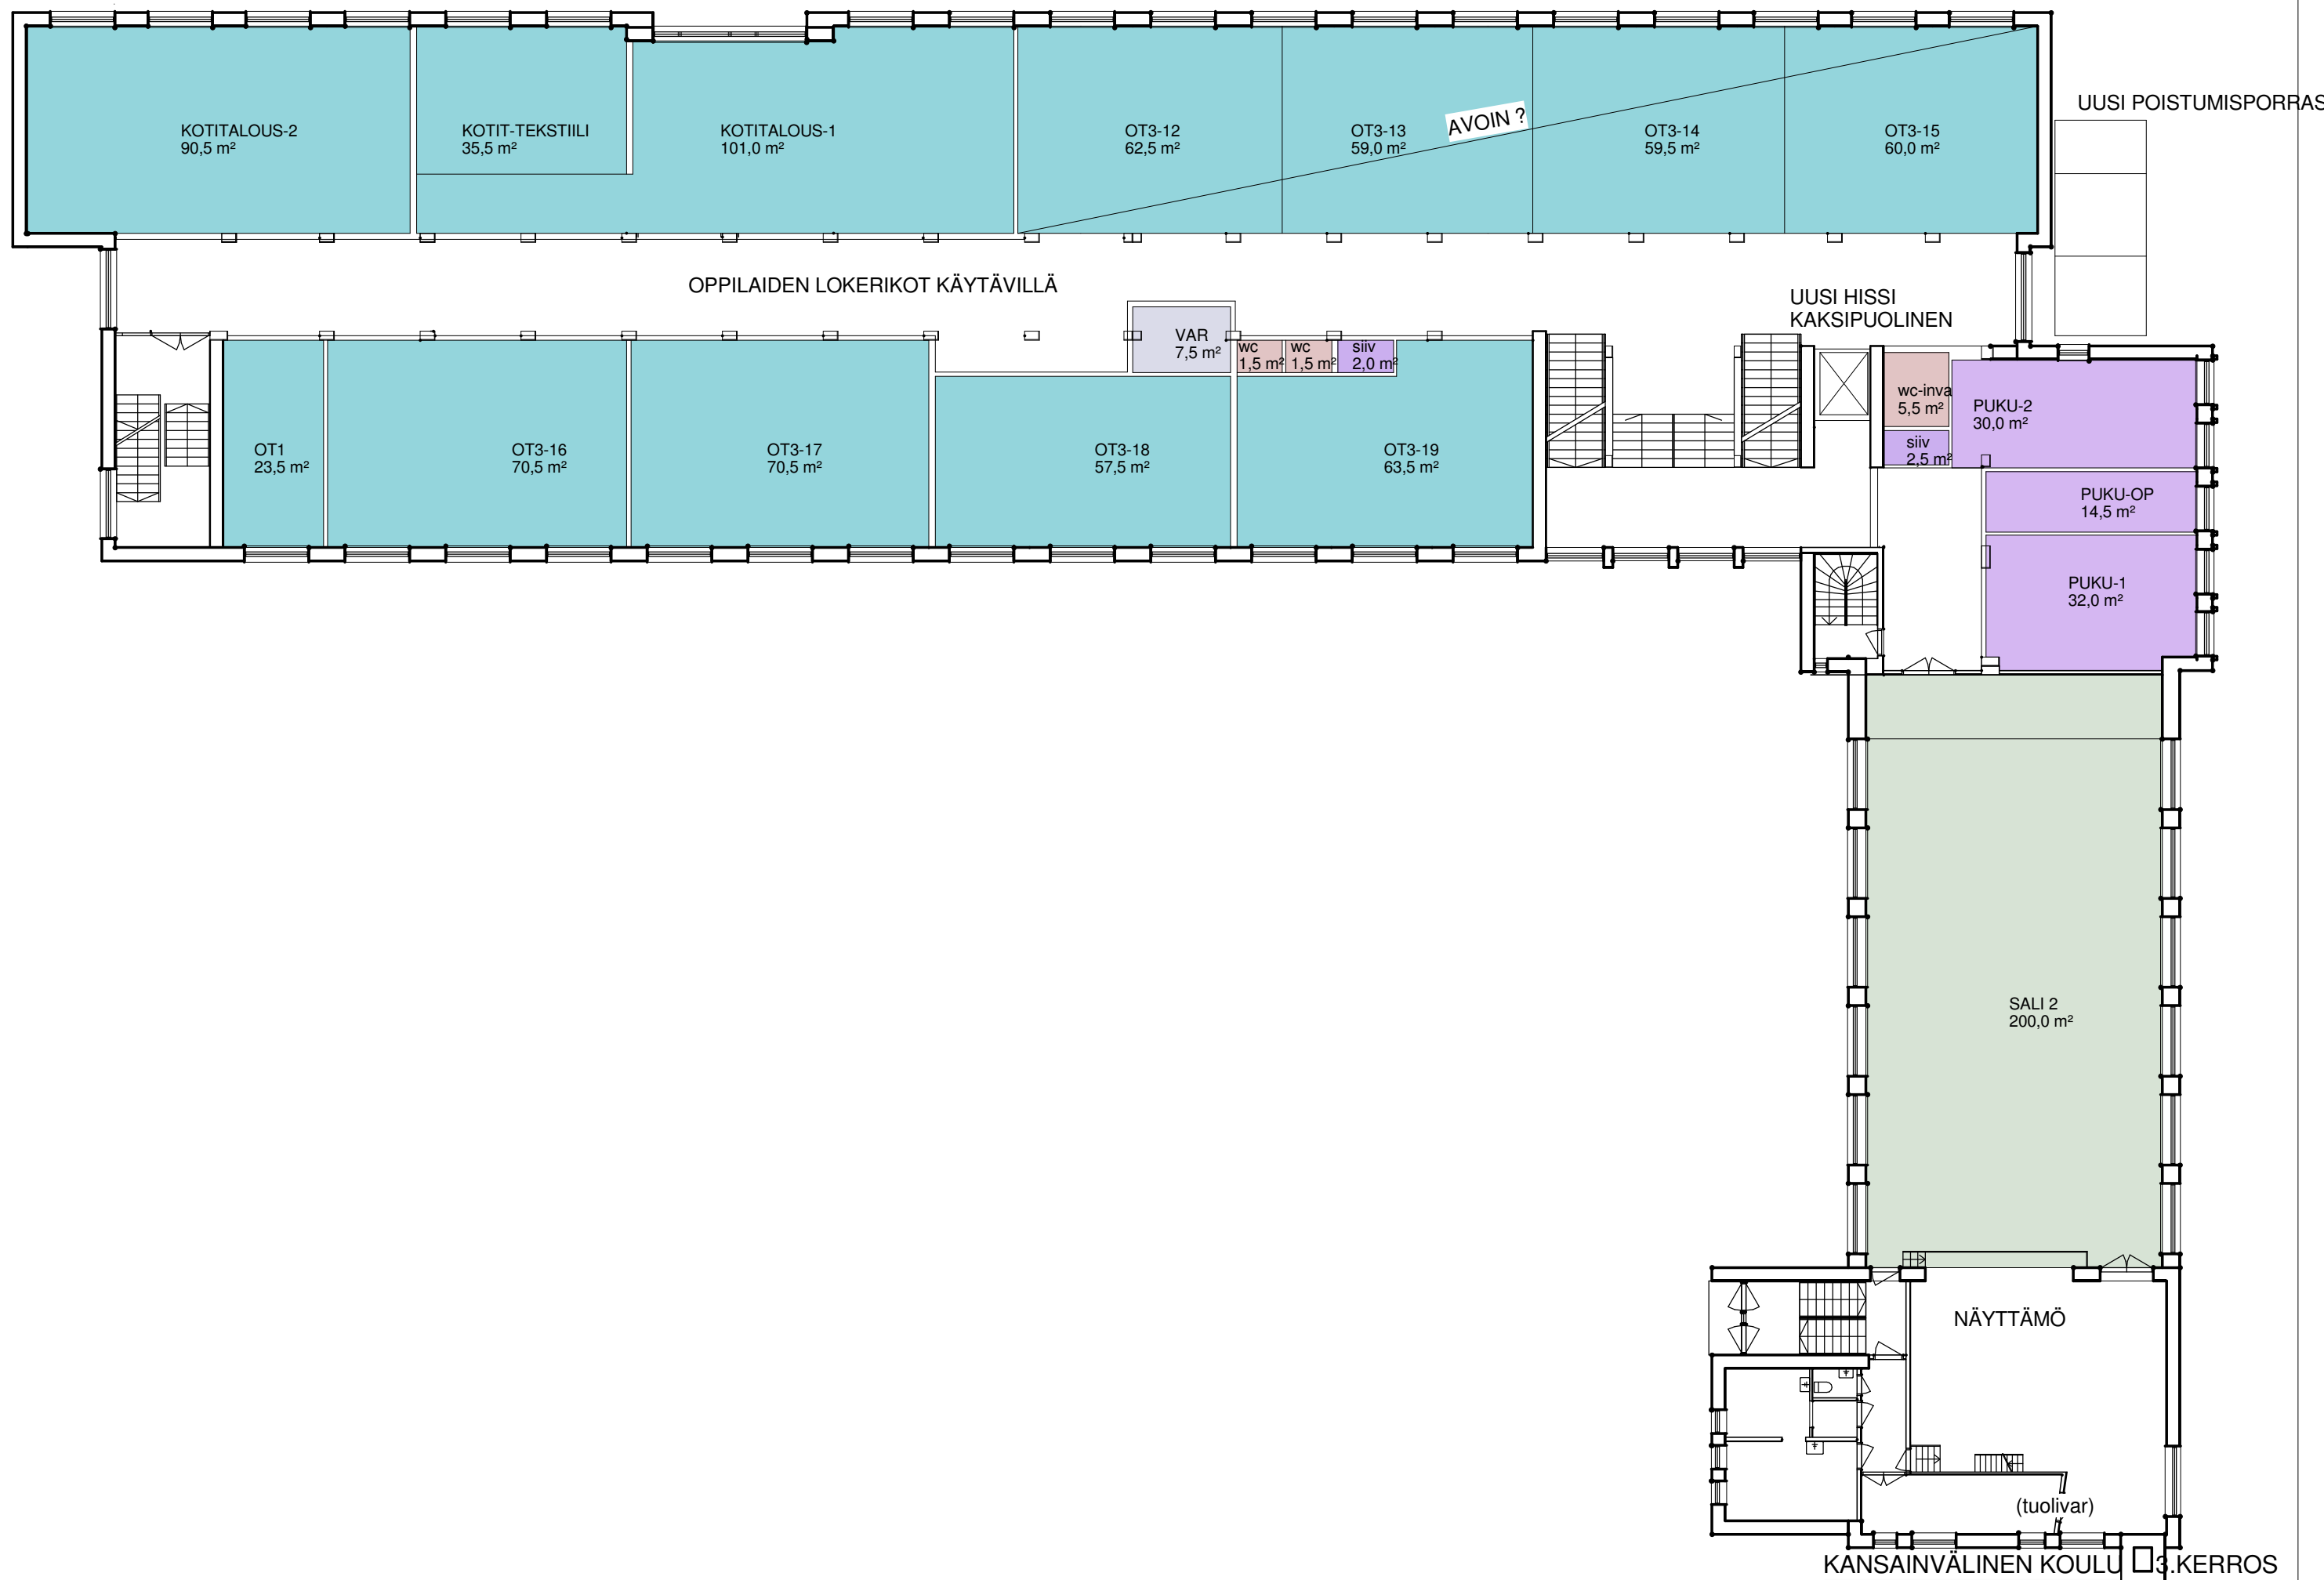 UUSI POISTUMISPORRAS
KOTITALOUS-2
90,5 m²
KOTIT-TEKSTIILI
35,5 m²
KOTITALOUS-1
101,0 m²
OT3-12
62,5 m²
OT3-13
59,0 m²
AVOIN ?
OT3-14
59,5 m²
OT3-15
60,0 m²
OPPILAIDEN LOKERIKOT KÄYTÄVILLÄ
UUSI HISSI
KAKSIPUOLINEN
VAR
7,5 m²
wc
1,5 m²
wc
1,5 m²
siiv
2,0 m²
wc-inva
5,5 m²
PUKU-2
30,0 m²
siiv
2,5 m²
OT1
23,5 m²
OT3-16
70,5 m²
OT3-17
70,5 m²
OT3-18
57,5 m²
OT3-19
63,5 m²
PUKU-OP
14,5 m²
PUKU-1
32,0 m²
SALI 2
200,0 m²
NÄYTTÄMÖ
(tuolivar)
KANSAINVÄLINEN KOULU 3.KERROS